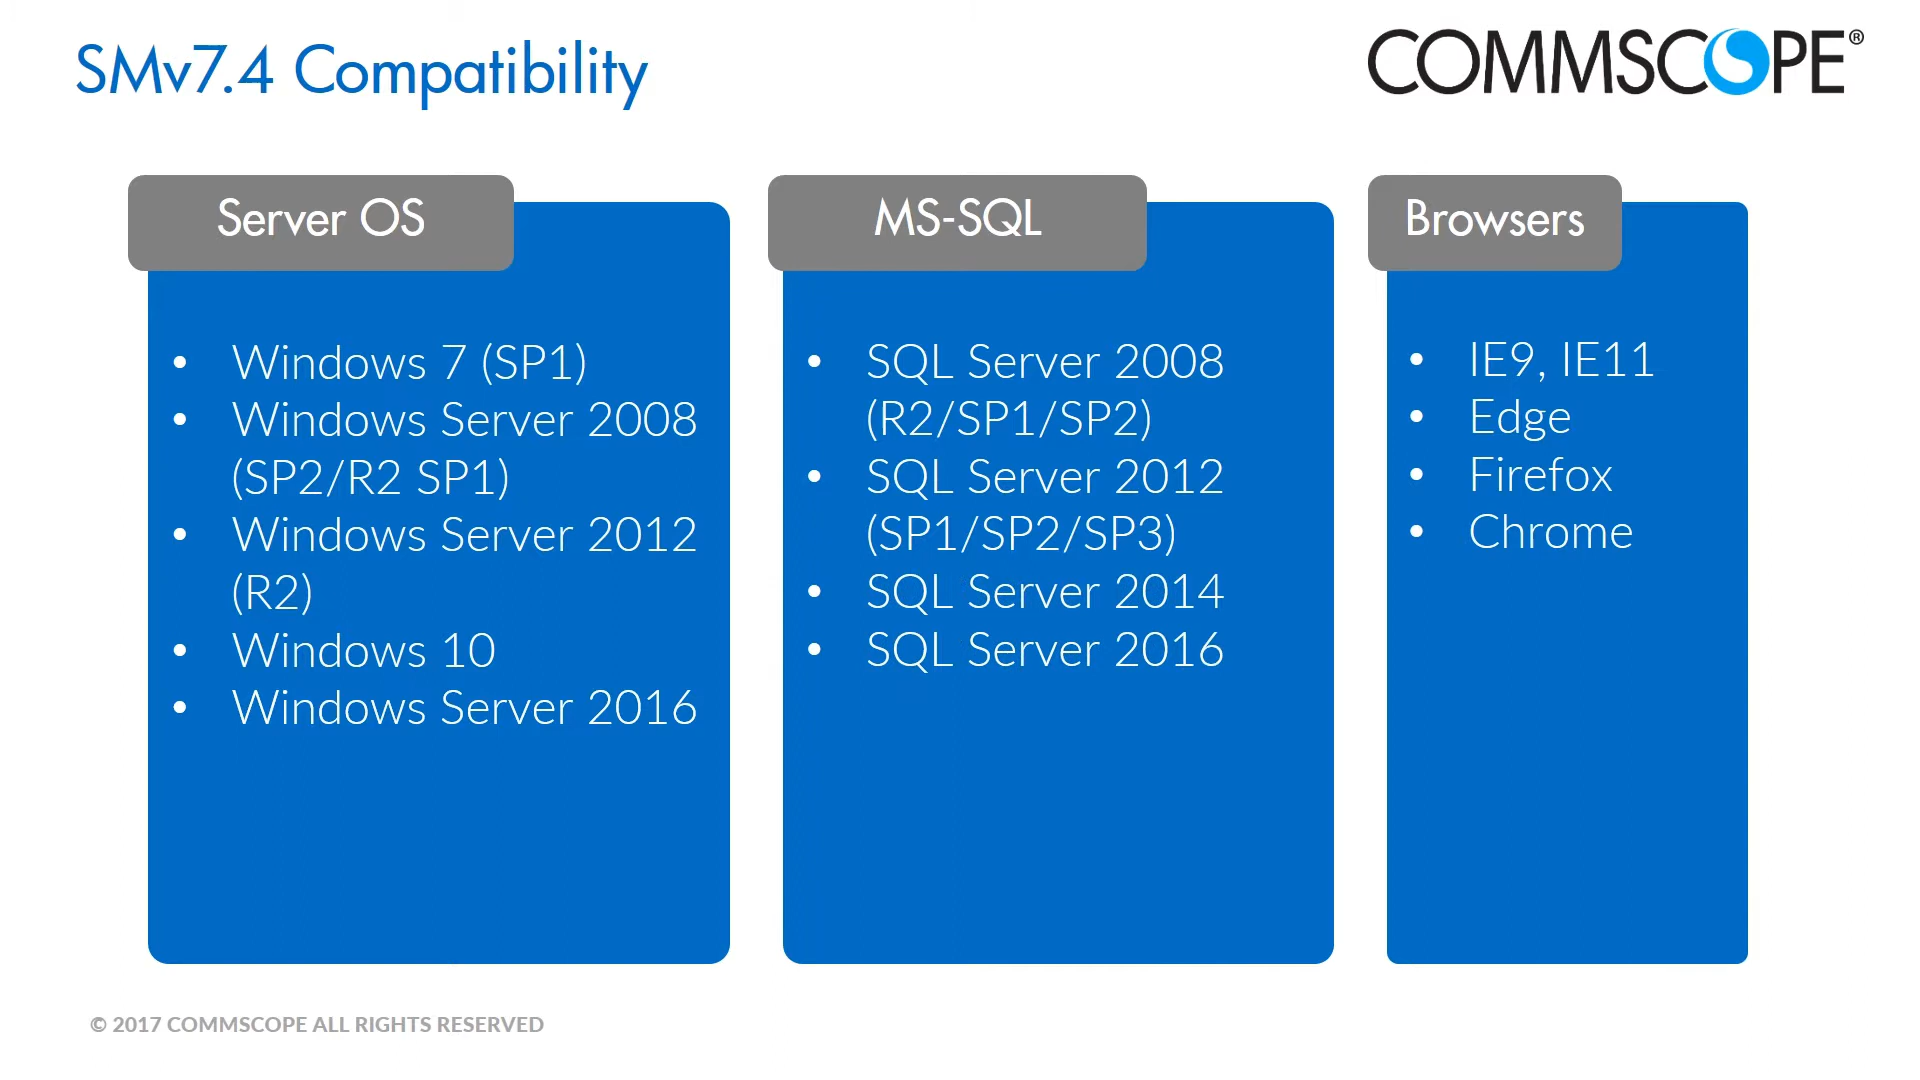 SMv7.4 Compatibility
COMMSCOPE®
Server OS
• Windows 7 (SP1)
• Windows Server 2008
(SP2/R2 SP1)
• Windows Server 2012
(R2)
• Windows 10
• Windows Server 2016
MS-SQL
• SQL Server 2008
(R2/SP1/SP2)
• SQL Server 2012
(SP1/SP2/SP3)
• SQL Server 2014
• SQL Server 2016
Browsers
• IE9, IE11
• Edge
• Firefox
• Chrome
© 2017 COMMSCOPE ALL RIGHTS RESERVED